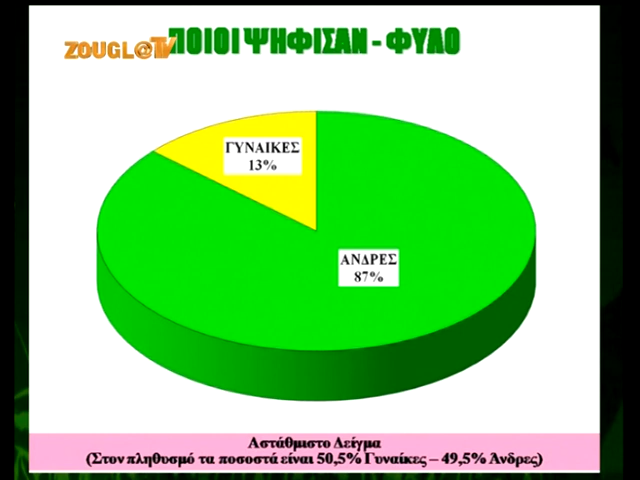 ZOUGL@TV
ΠΟΙΟΙ ΨΗΦΙΣΑΝ - ΦΥΛΟ
ΓΥΝΑΙΚΕΣ
13%
ΑΝΔΡΕΣ
87%
Αστάθμιστο Δείγμα
(Στον πληθυσμό τα ποσοστά είναι 50,5% Γυναίκες – 49,5% Άνδρες)